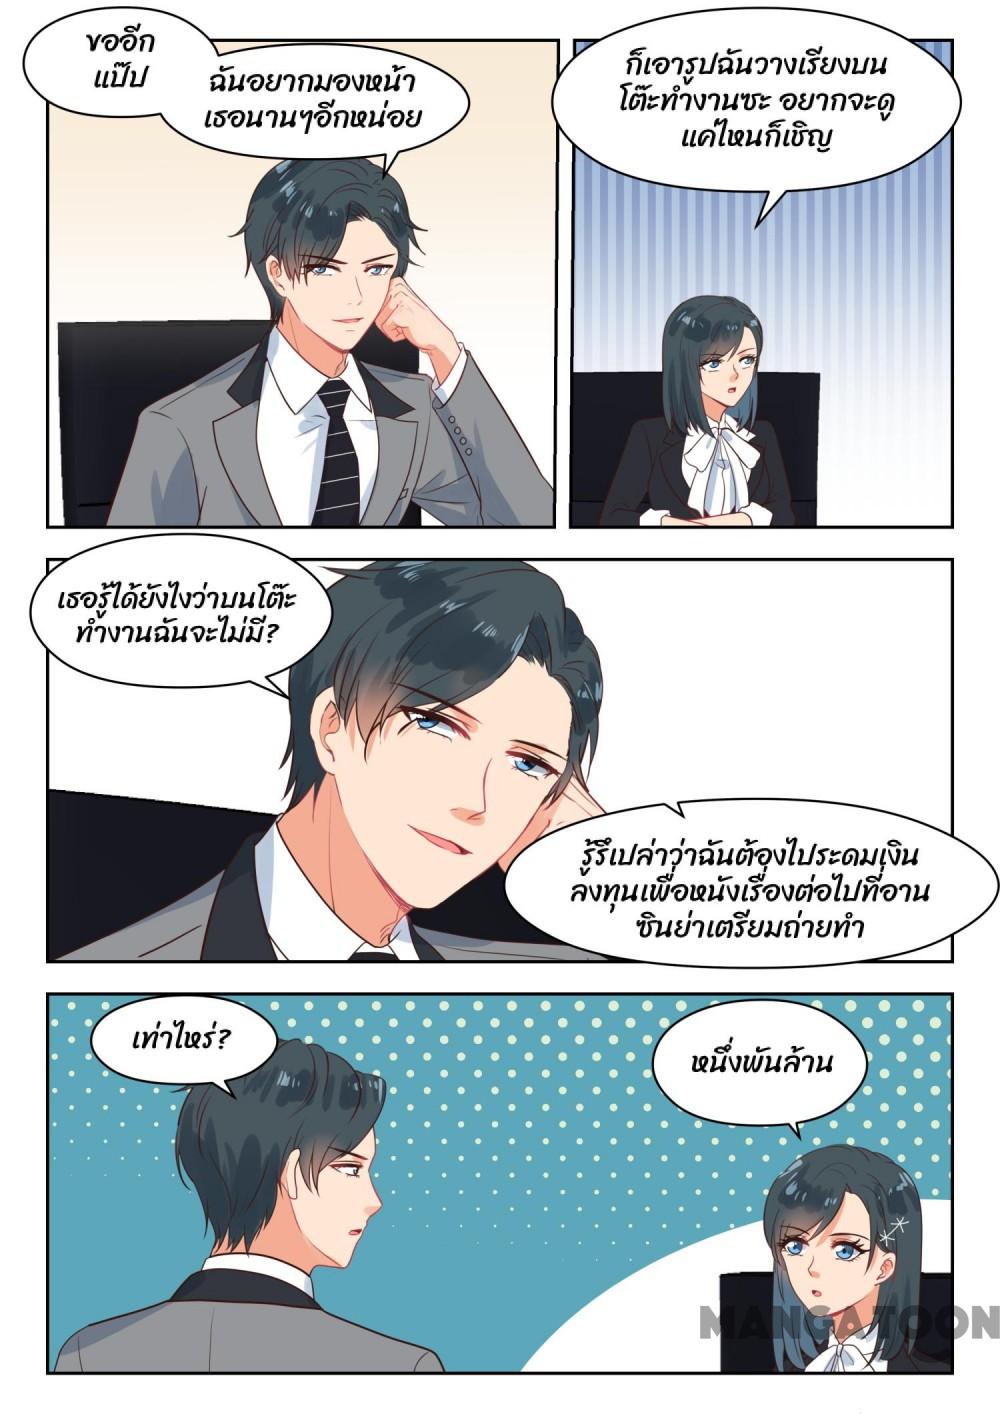 ขออีก
แป๊ป
ฉันอยากมองหน้า
เธอนานๆอีกหน่อย
ก็เอารูปฉันวางเรียงบน
โต๊ะทำงานซะ อยากจะดู
แค่ไหนก็เชิญ
เธอรู้ได้ยังไงว่าบนโต๊ะ
ทำงานฉันจะไม่มี?
รู้รึเปล่าว่าฉันต้องไประดมเงิน
ลงทุนเพื่อหนังเรื่องต่อไปที่อาน
ซินย่าเตรียมถ่ายทำ
เท่าไหร่?
หนึ่งพันล้าน
MANGATOON